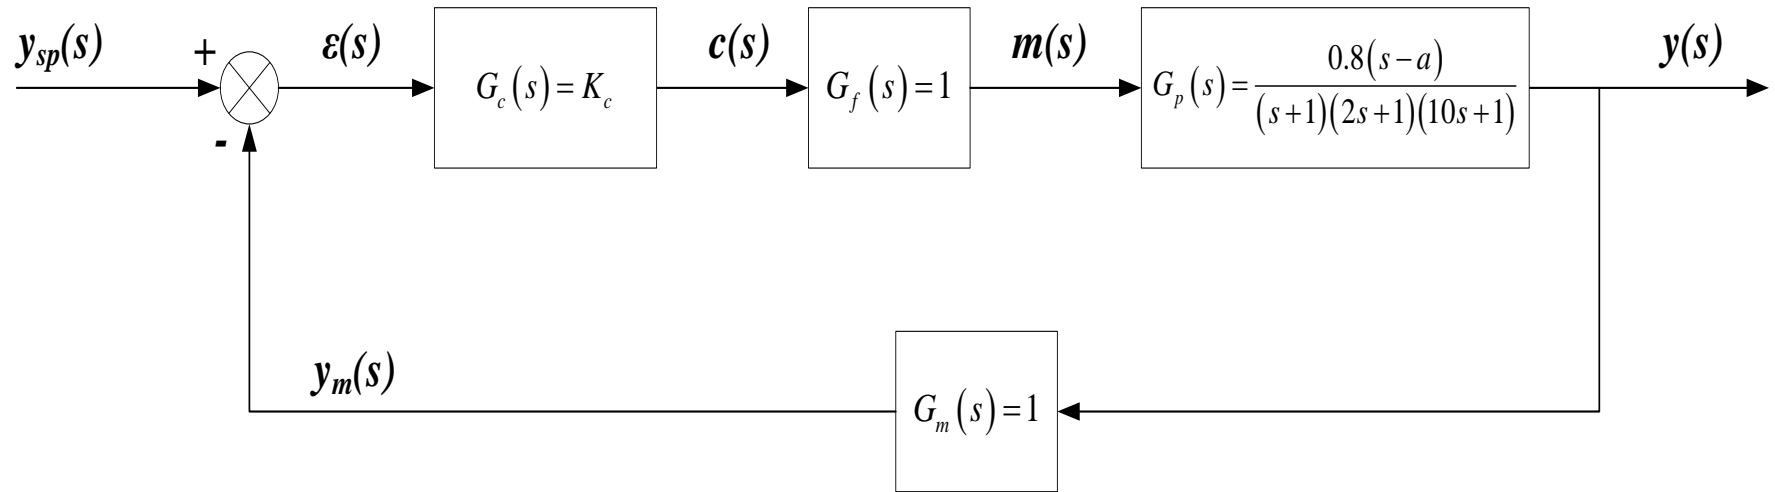 y_sp(s)
+
-
ε(s)
G_c(s) = K_c
c(s)
G_f(s) = 1
m(s)
G_p(s) = 0.8(s-a) / (s+1)(2s+1)(10s+1)
y(s)
y_m(s)
G_m(s) = 1